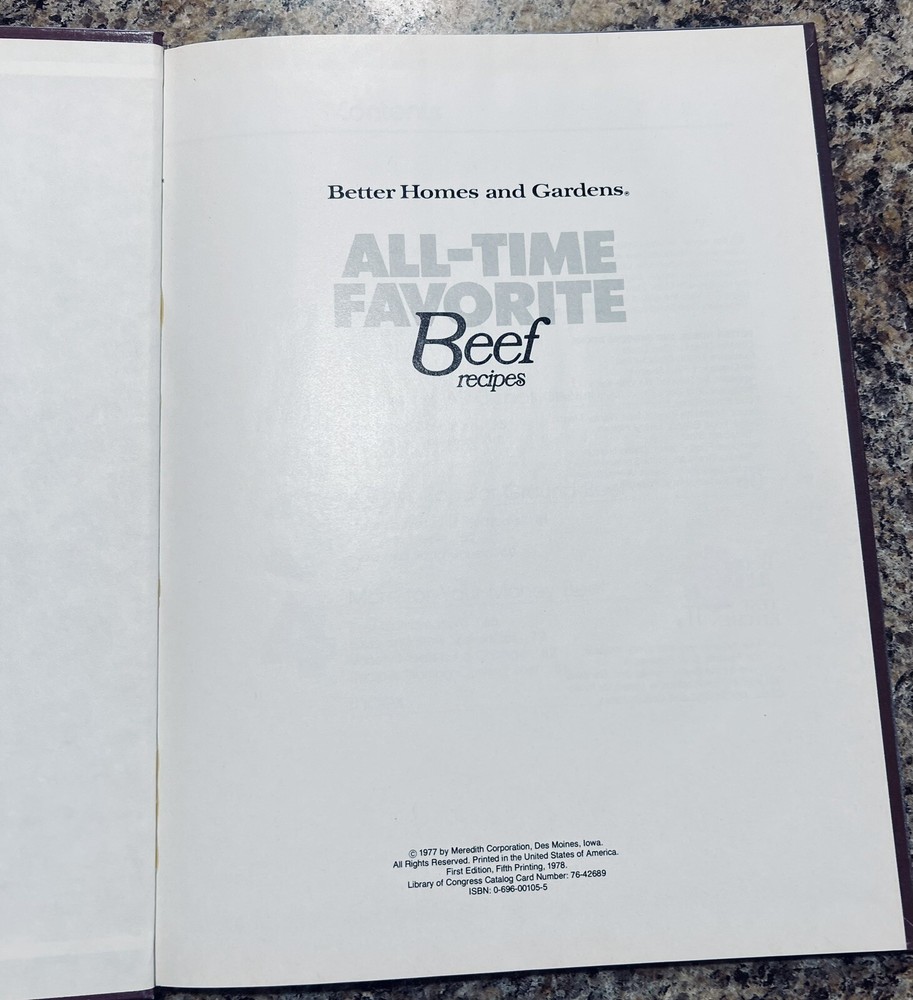 Better Homes and Gardens®
ALL-TIME
FAVORITE
Beef
recipes
© 1977 by Meredith Corporation, Des Moines, Iowa.
All Rights Reserved. Printed in the United States of America.
First Edition, Fifth Printing, 1978.
Library of Congress Catalog Card Number: 76-42689
ISBN: 0-696-00105-5